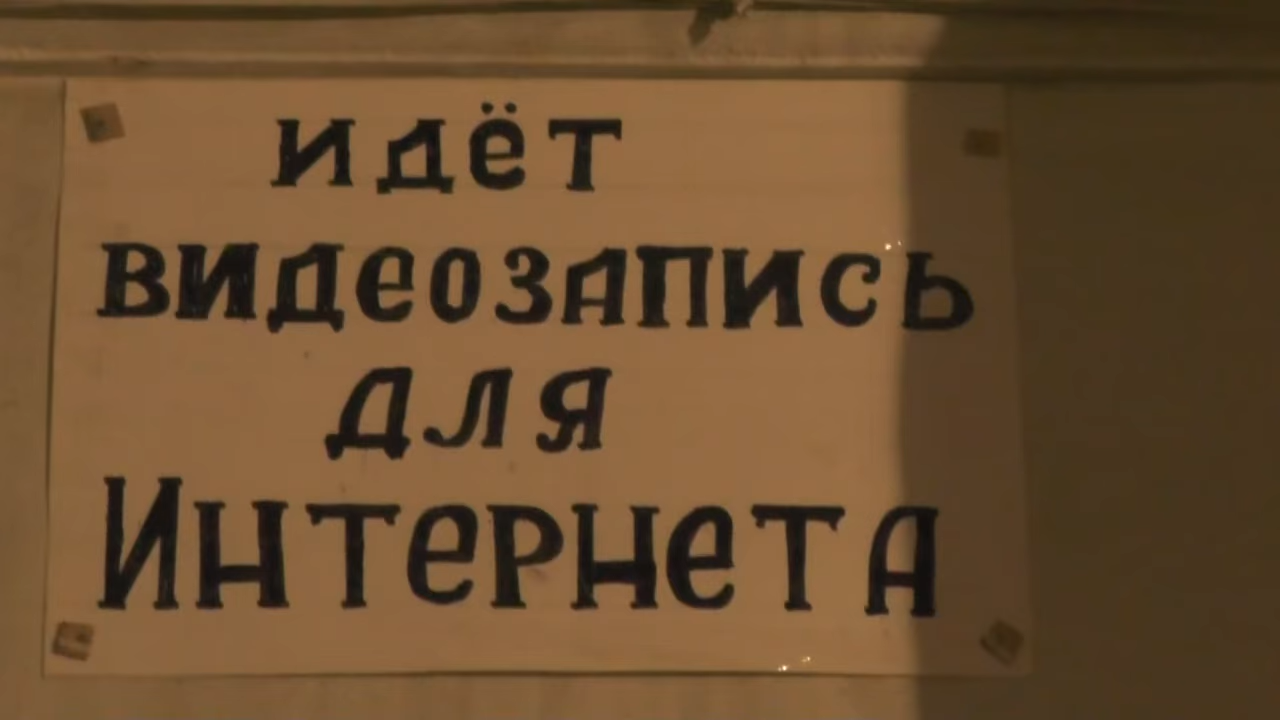 идёт
видеозапись
для
Интернета